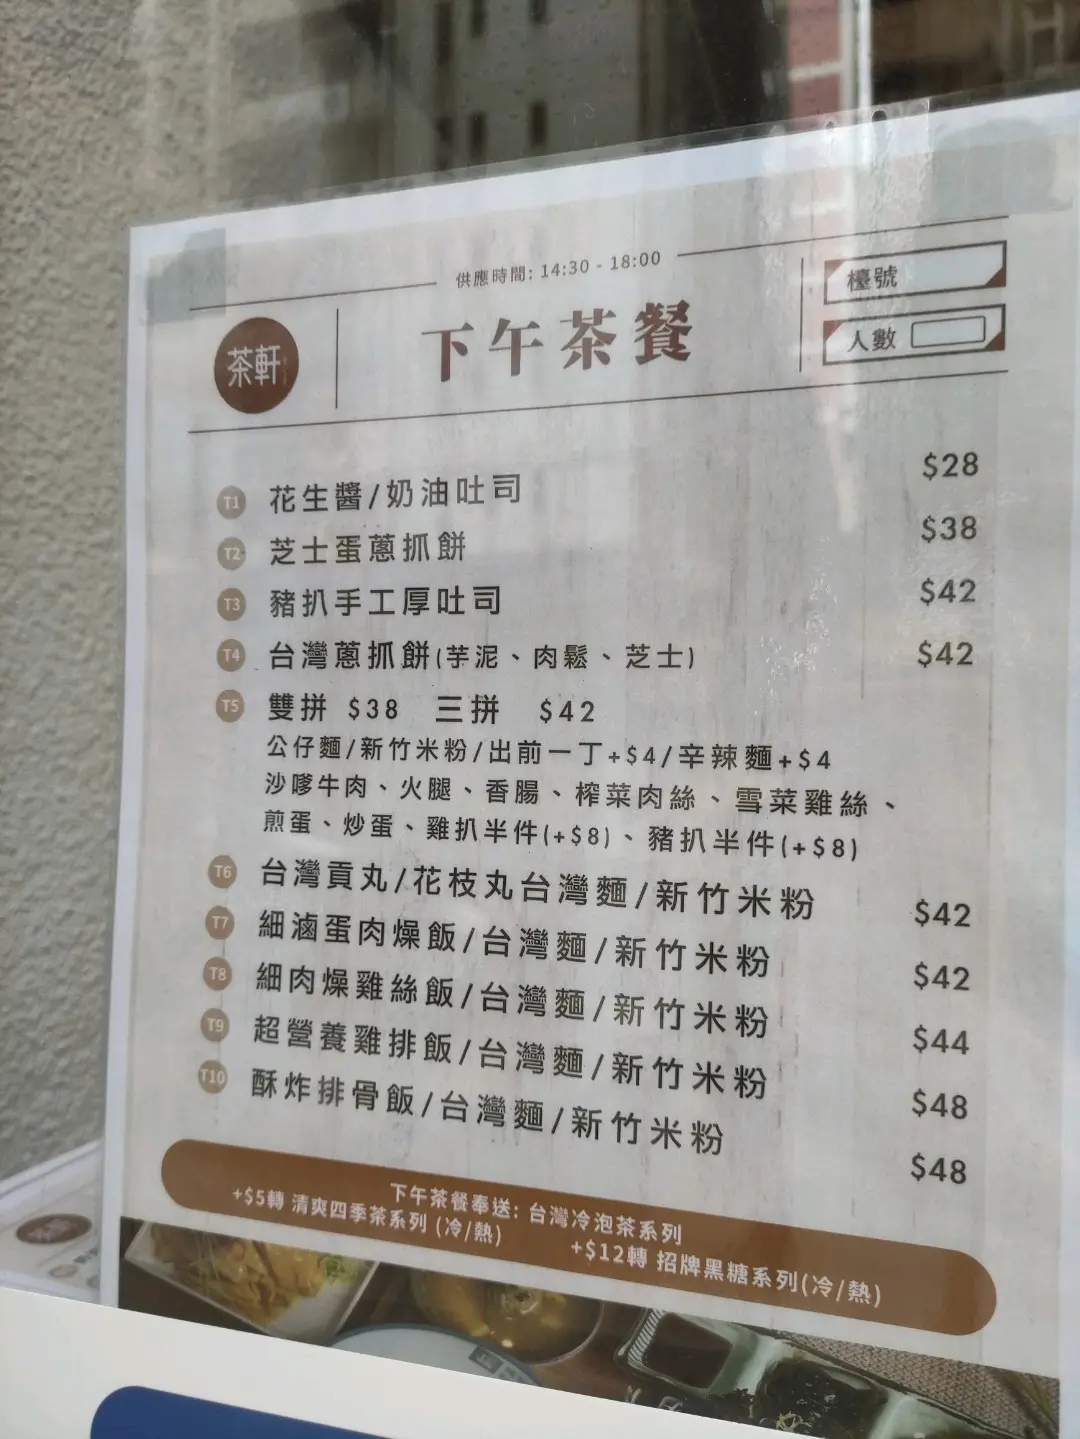 供應時間: 14:30 - 18:00
茶軒
下午茶餐
檯號
人數
T1 花生醬/奶油吐司 $28
T2 芝士蛋蔥抓餅 $38
T3 豬扒手工厚吐司 $42
T4 台灣蔥抓餅(芋泥、肉鬆、芝士) $42
T5 雙拼 $38 三拼 $42
公仔麵/新竹米粉/出前一丁+$4/辛辣麵+$4
沙嗲牛肉、火腿、香腸、榨菜肉絲、雪菜雞絲、
煎蛋、炒蛋、雞扒半件(+$8)、豬扒半件(+$8)
T6 台灣貢丸/花枝丸台灣麵/新竹米粉 $42
T7 細滷蛋肉燥飯/台灣麵/新竹米粉 $42
T8 細肉燥雞絲飯/台灣麵/新竹米粉 $44
T9 超營養雞排飯/台灣麵/新竹米粉 $48
T10 酥炸排骨飯/台灣麵/新竹米粉 $48
下午茶餐奉送: 台灣冷泡茶系列
+$5轉 清爽四季茶系列 (冷/熱) +$12轉 招牌黑糖系列(冷/熱)